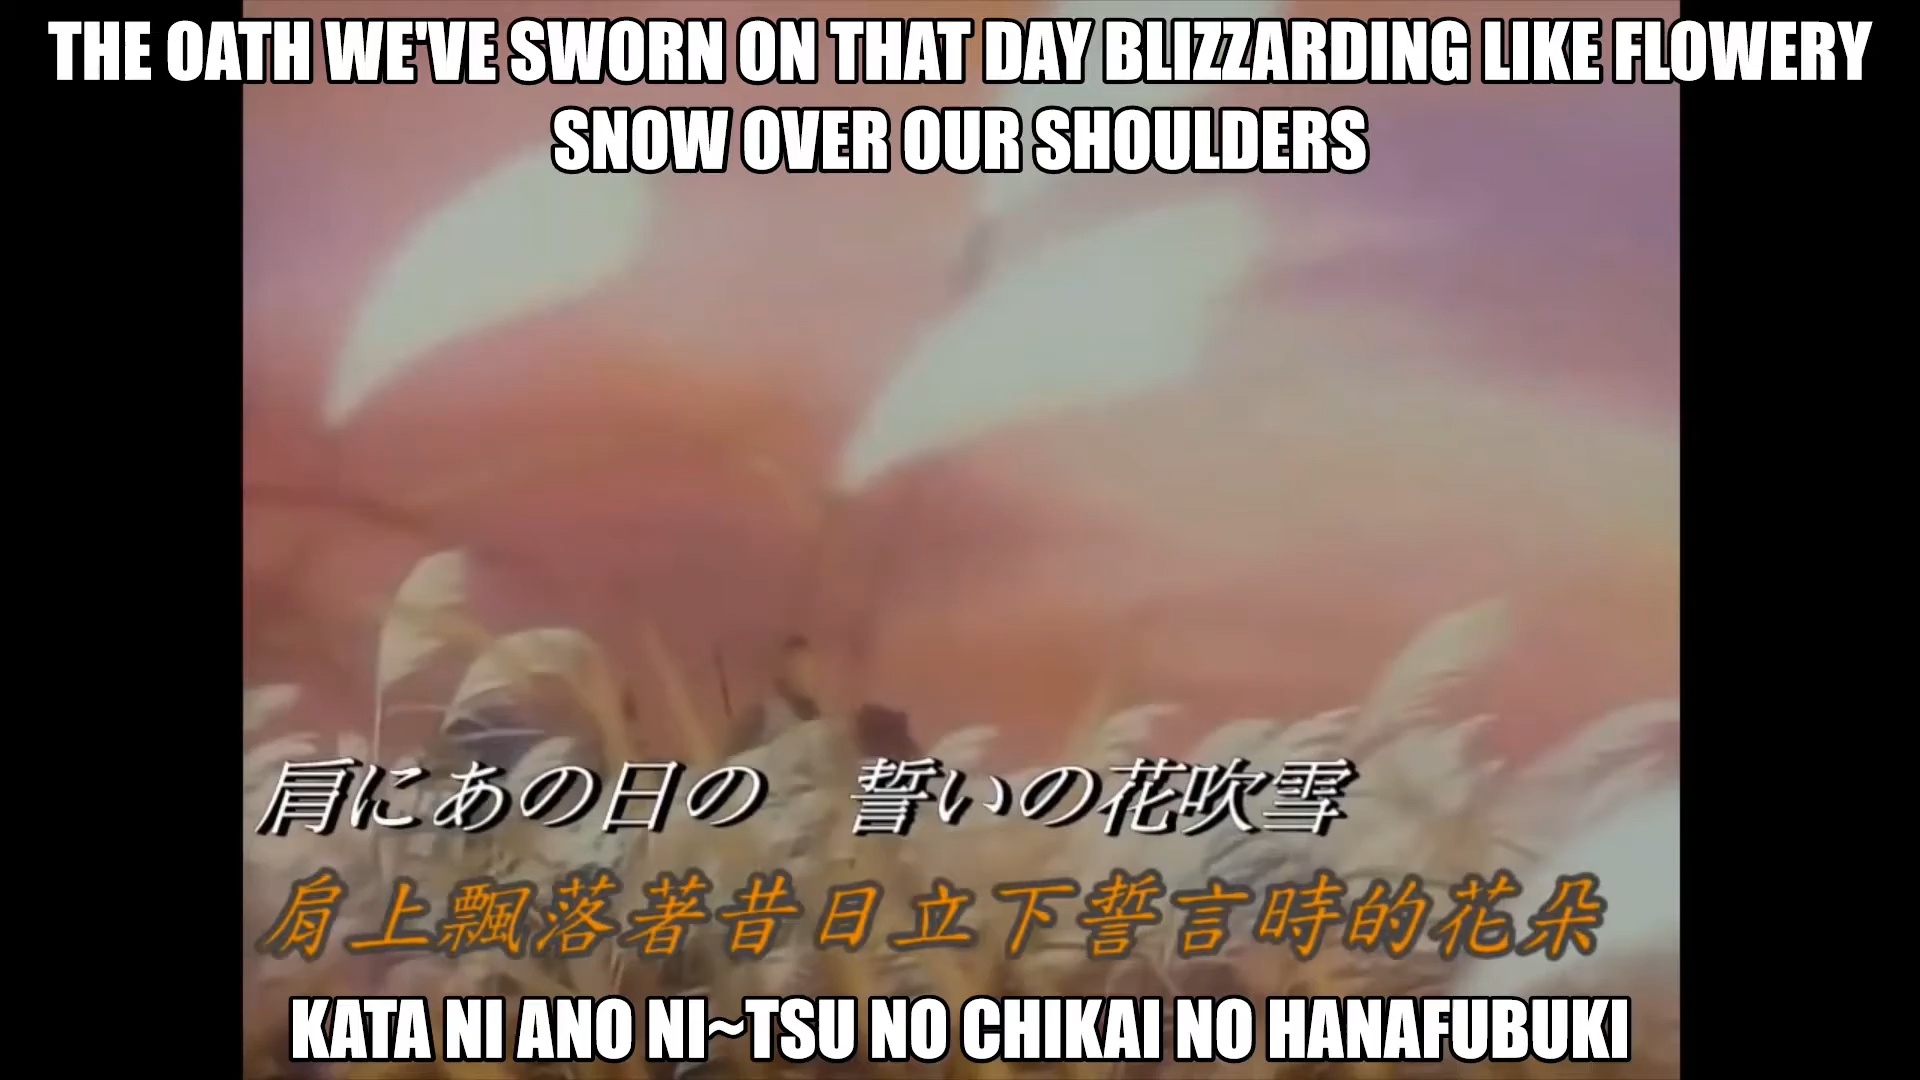 THE OATH WE'VE SWORN ON THAT DAY BLIZZARDING LIKE FLOWERY
SNOW OVER OUR SHOULDERS
肩にあの日の　誓いの花吹雪
肩上飄落著昔日立下誓言時的花朵
KATA NI ANO NI~TSU NO CHIKAI NO HANAFUBUKI